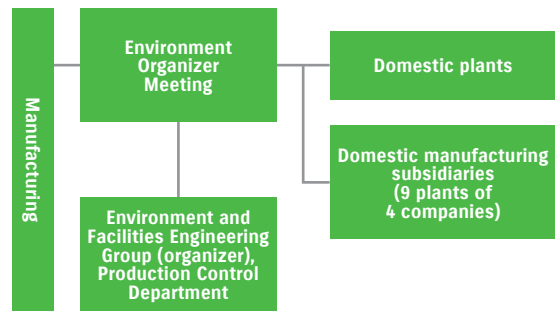 Manufacturing
Environment
Organizer
Meeting
Domestic plants
Domestic manufacturing
subsidiaries
(9 plants of
4 companies)
Environment and
Facilities Engineering
Group (organizer),
Production Control
Department